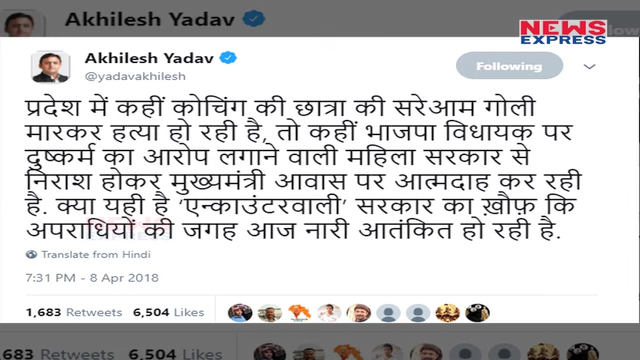 NEWS
EXPRESS
Akhilesh Yadav
@yadavakhilesh
Following
प्रदेश में कहीं कोचिंग की छात्रा की सरेआम गोली
मारकर हत्या हो रही है, तो कहीं भाजपा विधायक पर
दुष्कर्म का आरोप लगाने वाली महिला सरकार से
निराश होकर मुख्यमंत्री आवास पर आत्मदाह कर रही
है. क्या यही है ‘एन्काउंटरवाली’ सरकार का ख़ौफ़ कि
अपराधियों की जगह आज नारी आतंकित हो रही है.
Translate from Hindi
7:31 PM - 8 Apr 2018
1,683 Retweets 6,504 Likes
683 Retweets 6,504 Likes